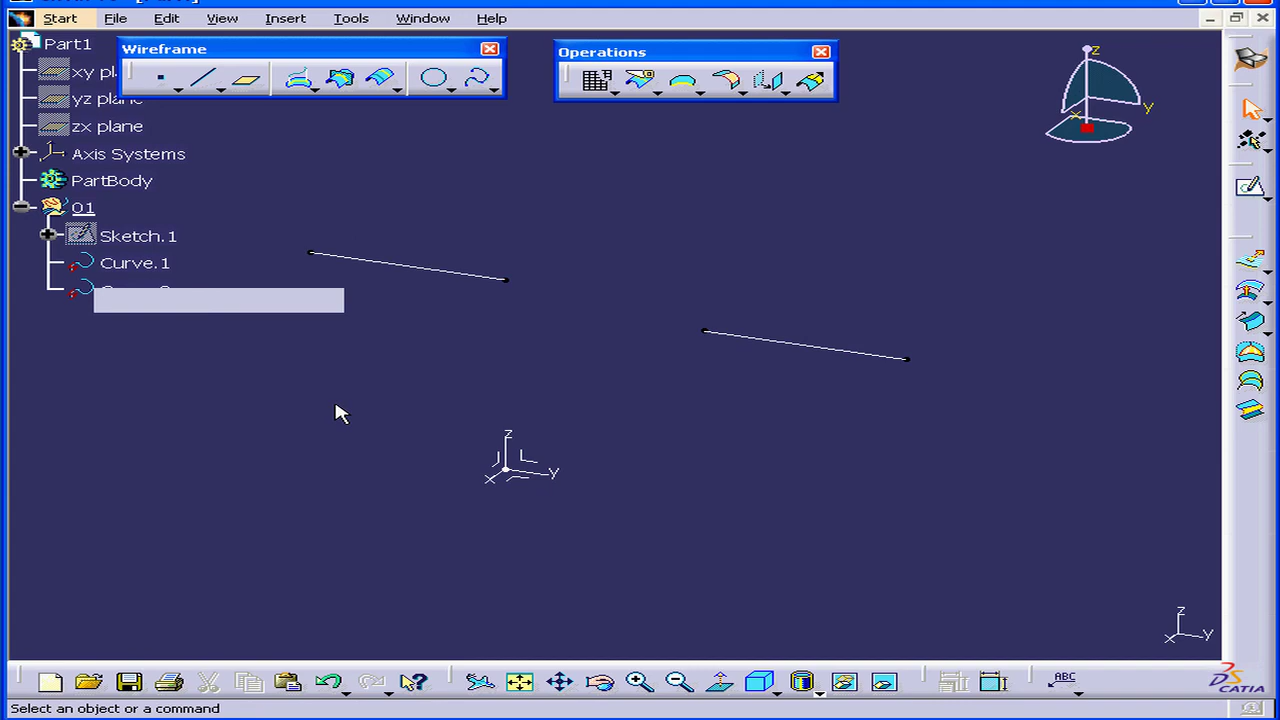 Start File Edit View Insert Tools Window Help
Part1
Wireframe
Operations
xy pl
yz plane
zx plane
Axis Systems
PartBody
01
Sketch.1
Curve.1
z
y
x
z
y
x
z
y
x
ABC
CATIA
Select an object or a command